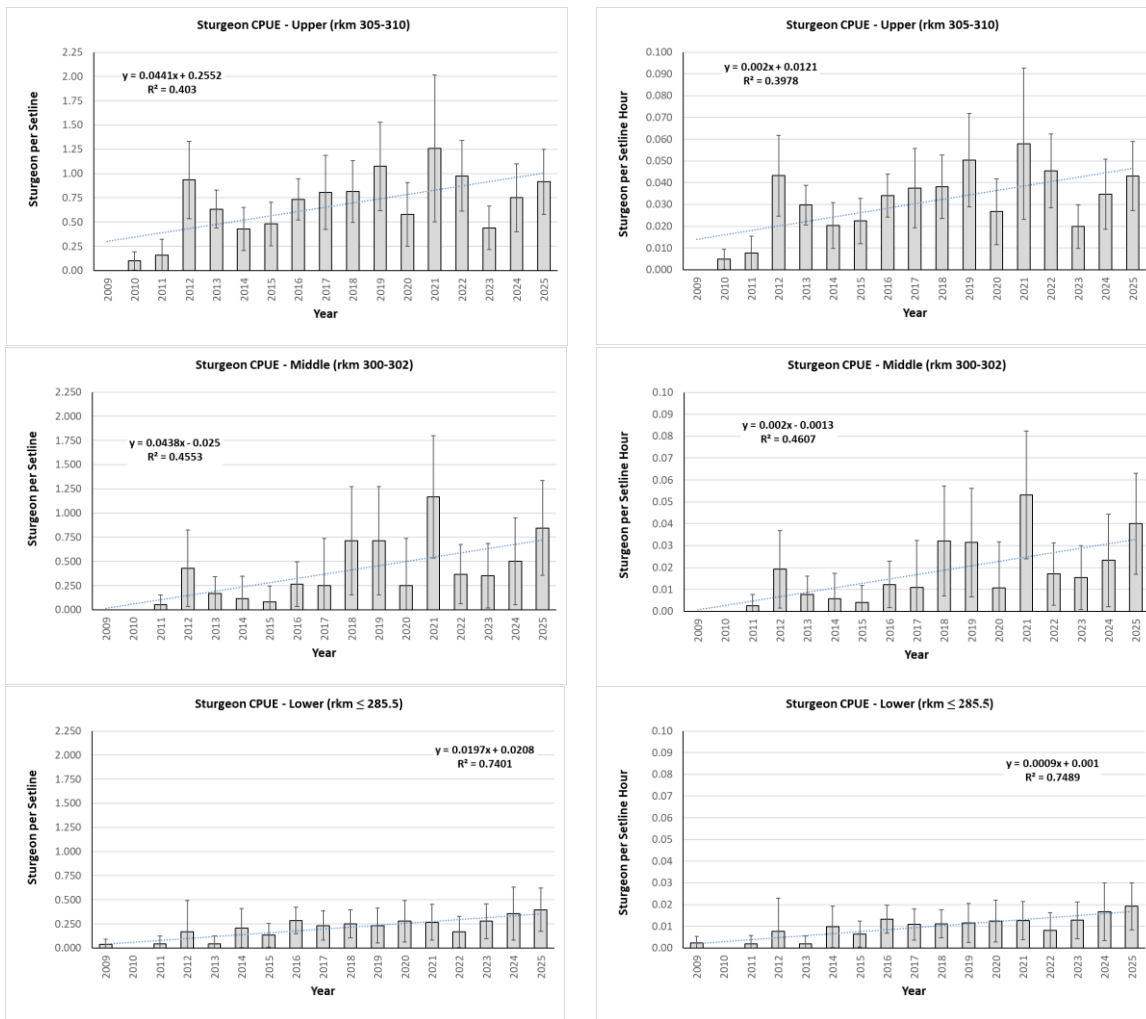 Sturgeon CPUE - Upper (rkm 305-310)
2.25
2.00
1.75
1.50
1.25
1.00
0.75
0.50
0.25
0.00
Sturgeon per Setline
y = 0.0441x + 0.2552
R² = 0.403
2009 2010 2011 2012 2013 2014 2015 2016 2017 2018 2019 2020 2021 2022 2023 2024 2025
Year
Sturgeon CPUE - Upper (rkm 305-310)
0.100
0.090
0.080
0.070
0.060
0.050
0.040
0.030
0.020
0.010
0.000
Sturgeon per Setline Hour
y = 0.002x + 0.0121
R² = 0.3978
2009 2010 2011 2012 2013 2014 2015 2016 2017 2018 2019 2020 2021 2022 2023 2024 2025
Year
Sturgeon CPUE - Middle (rkm 300-302)
2.250
2.000
1.750
1.500
1.250
1.000
0.750
0.500
0.250
0.000
Sturgeon per Setline
y = 0.0438x - 0.025
R² = 0.4553
2009 2010 2011 2012 2013 2014 2015 2016 2017 2018 2019 2020 2021 2022 2023 2024 2025
Year
Sturgeon CPUE - Middle (rkm 300-302)
0.10
0.09
0.08
0.07
0.06
0.05
0.04
0.03
0.02
0.01
0.00
Sturgeon per Setline Hour
y = 0.002x - 0.0013
R² = 0.4607
2009 2010 2011 2012 2013 2014 2015 2016 2017 2018 2019 2020 2021 2022 2023 2024 2025
Year
Sturgeon CPUE - Lower (rkm ≤ 285.5)
2.250
2.000
1.750
1.500
1.250
1.000
0.750
0.500
0.250
0.000
Sturgeon per Setline
y = 0.0197x + 0.0208
R² = 0.7401
2009 2010 2011 2012 2013 2014 2015 2016 2017 2018 2019 2020 2021 2022 2023 2024 2025
Year
Sturgeon CPUE - Lower (rkm ≤ 285.5)
0.10
0.09
0.08
0.07
0.06
0.05
0.04
0.03
0.02
0.01
0.00
Sturgeon per Setline Hour
y = 0.0009x + 0.001
R² = 0.7489
2009 2010 2011 2012 2013 2014 2015 2016 2017 2018 2019 2020 2021 2022 2023 2024 2025
Year